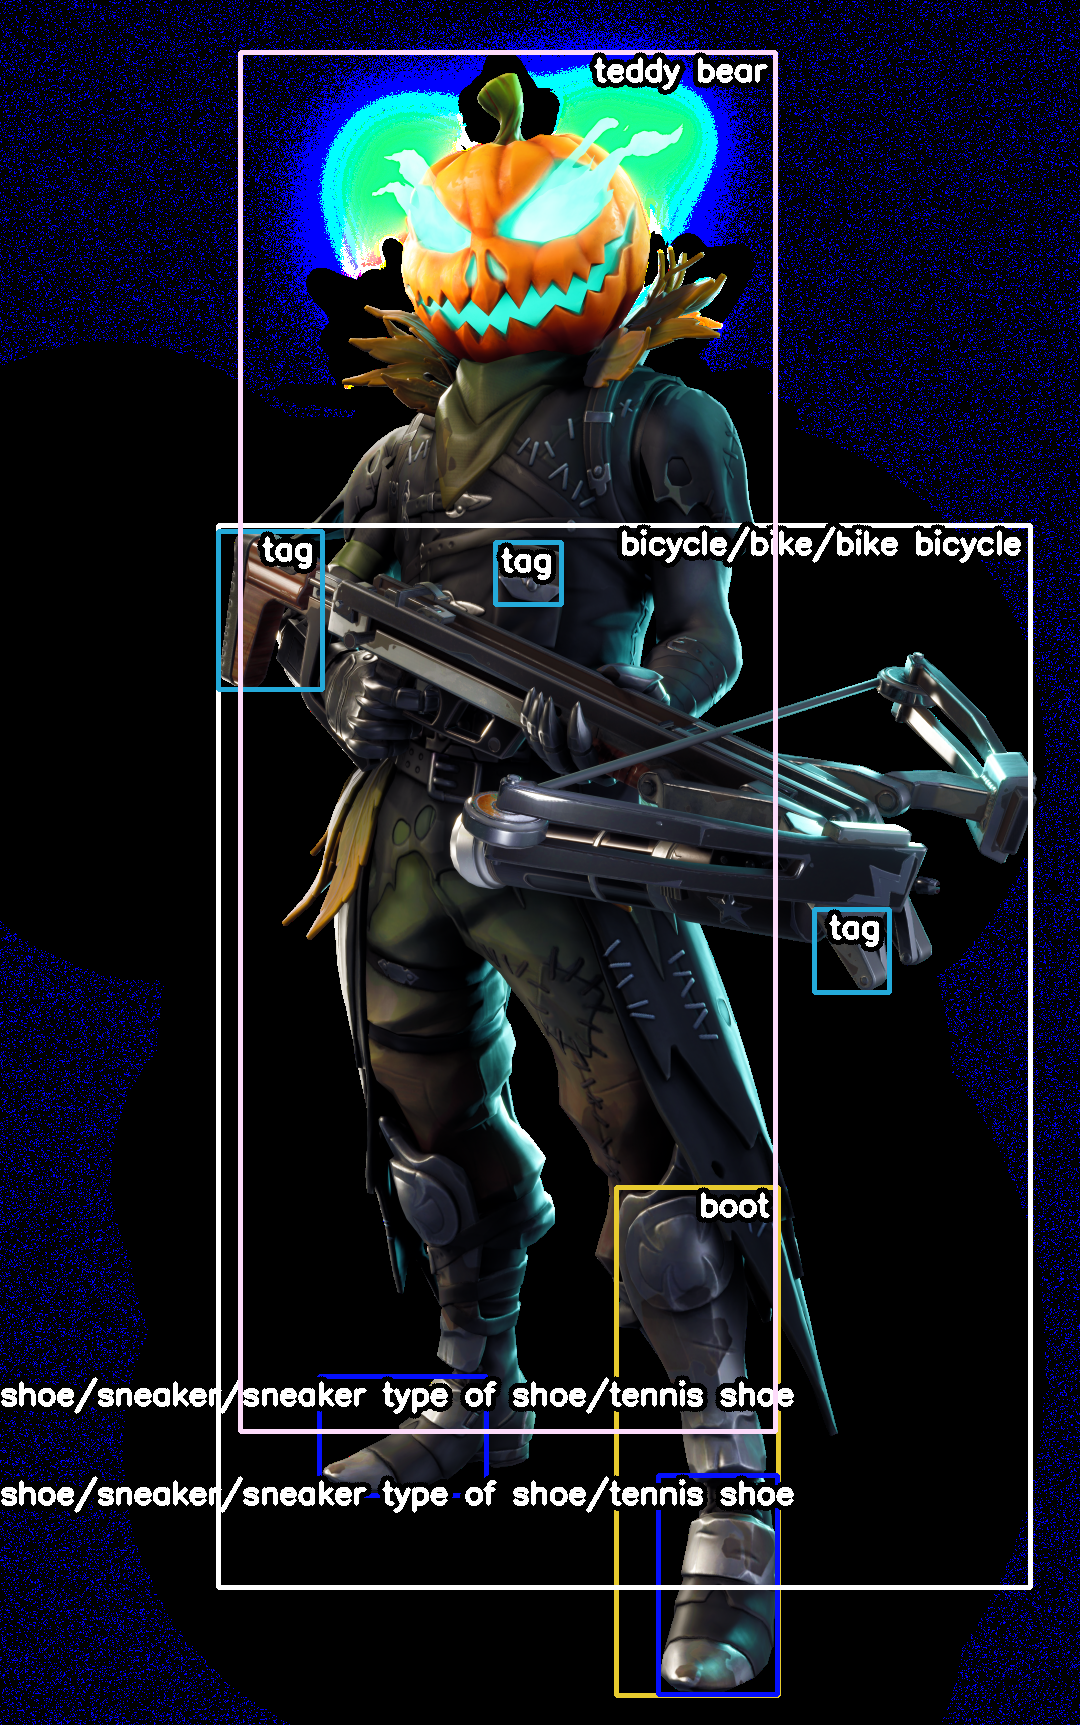 teddy bear
bicycle/bike/bike bicycle
tag
tag
tag
boot
shoe/sneaker/sneaker type of shoe/tennis shoe
shoe/sneaker/sneaker type of shoe/tennis shoe